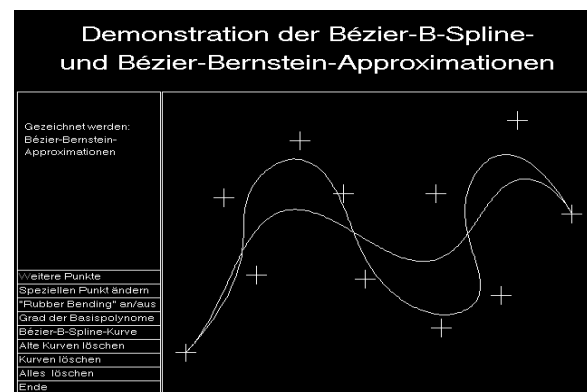 Demonstration der Bézier-B-Spline-
und Bézier-Bernstein-Approximationen
Gezeichnet werden:
Bézier-Bernstein-
Approximationen
Weitere Punkte
Speziellen Punkt ändern
"Rubber Bending" an/aus
Grad der Basispolynome
Bézier-B-Spline-Kurve
Alte Kurven löschen
Kurven löschen
Alles löschen
Ende